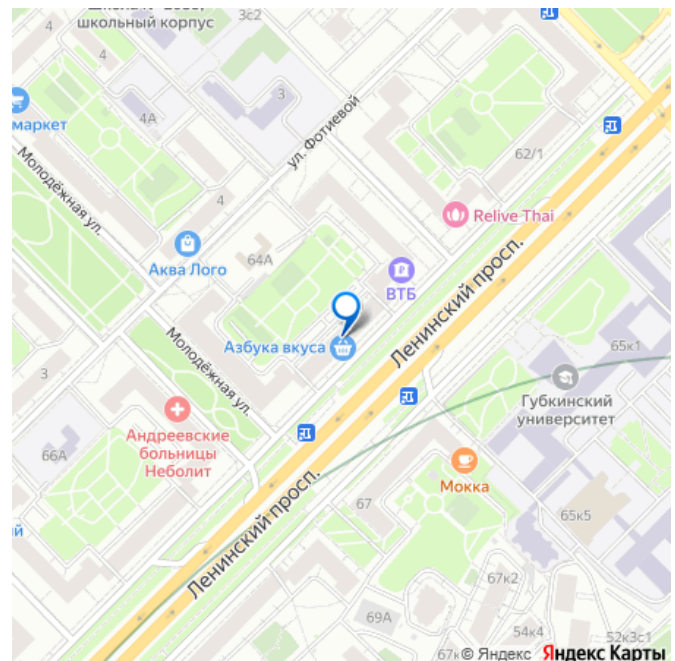 школьный корпус
3с2
4
4
3
4А
маркет
ул. Фотиевой
Молодёжная ул.
62/1
4
Relive Thai
Аква Лого
64А
ВТБ
Ленинский просп.
Азбука вкуса
65к1
Молодёжная ул.
3
Губкинский
университет
Андреевские
больницы
Неболит
66А
Мокка
Ленинский просп.
67
65к5
ий
67к2
69А
54к4
52к3с1
67к
© Яндекс Яндекс Карты